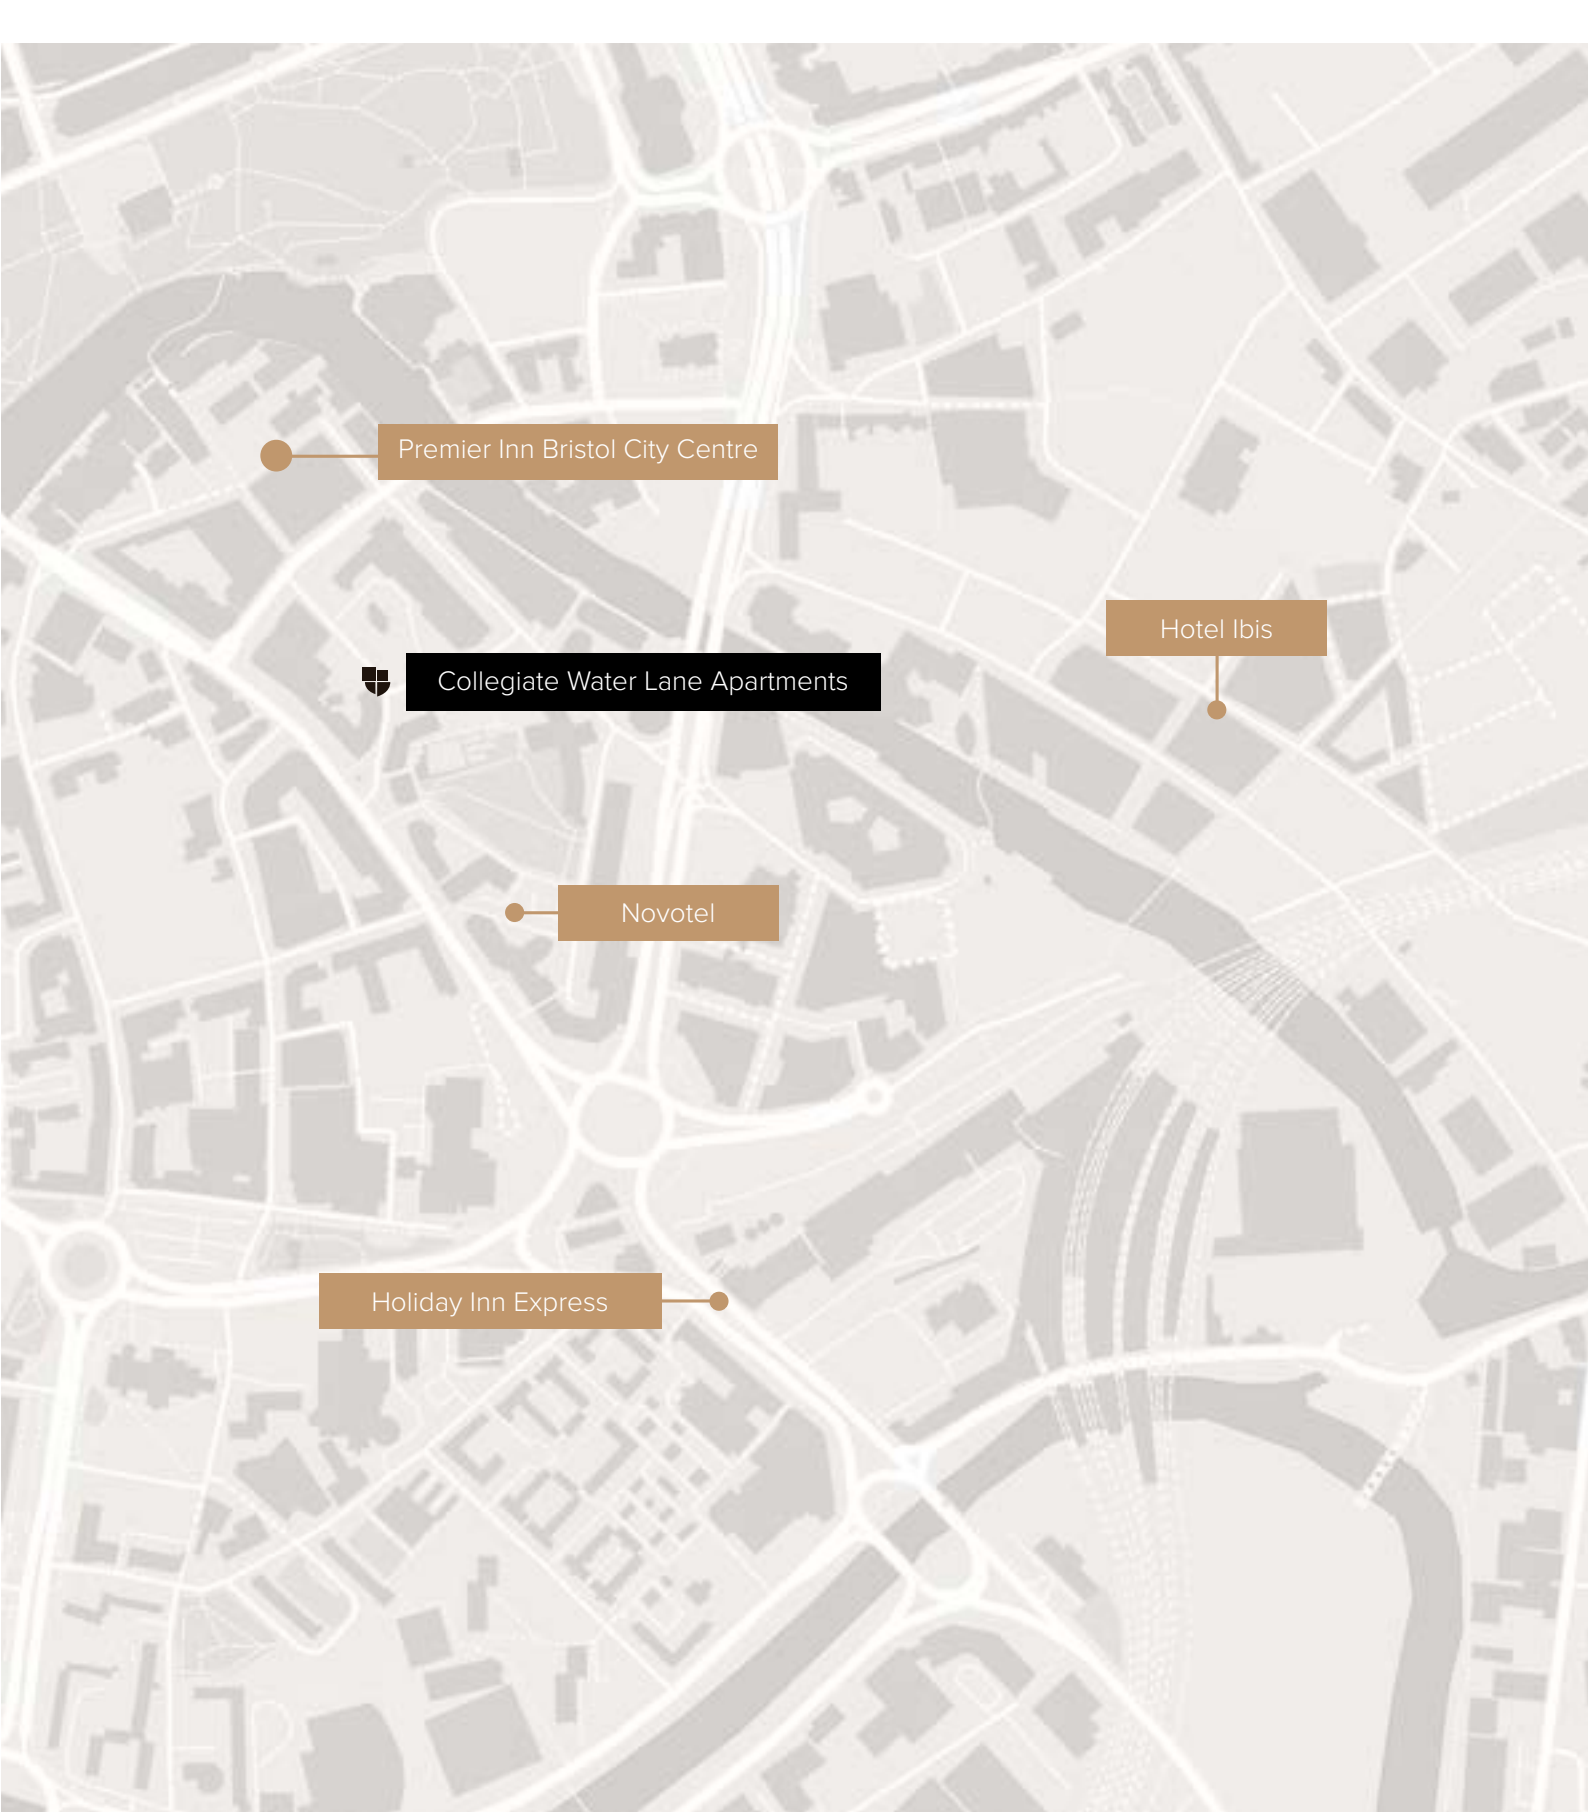 Premier Inn Bristol City Centre
Hotel Ibis
Collegiate Water Lane Apartments
Novotel
Holiday Inn Express